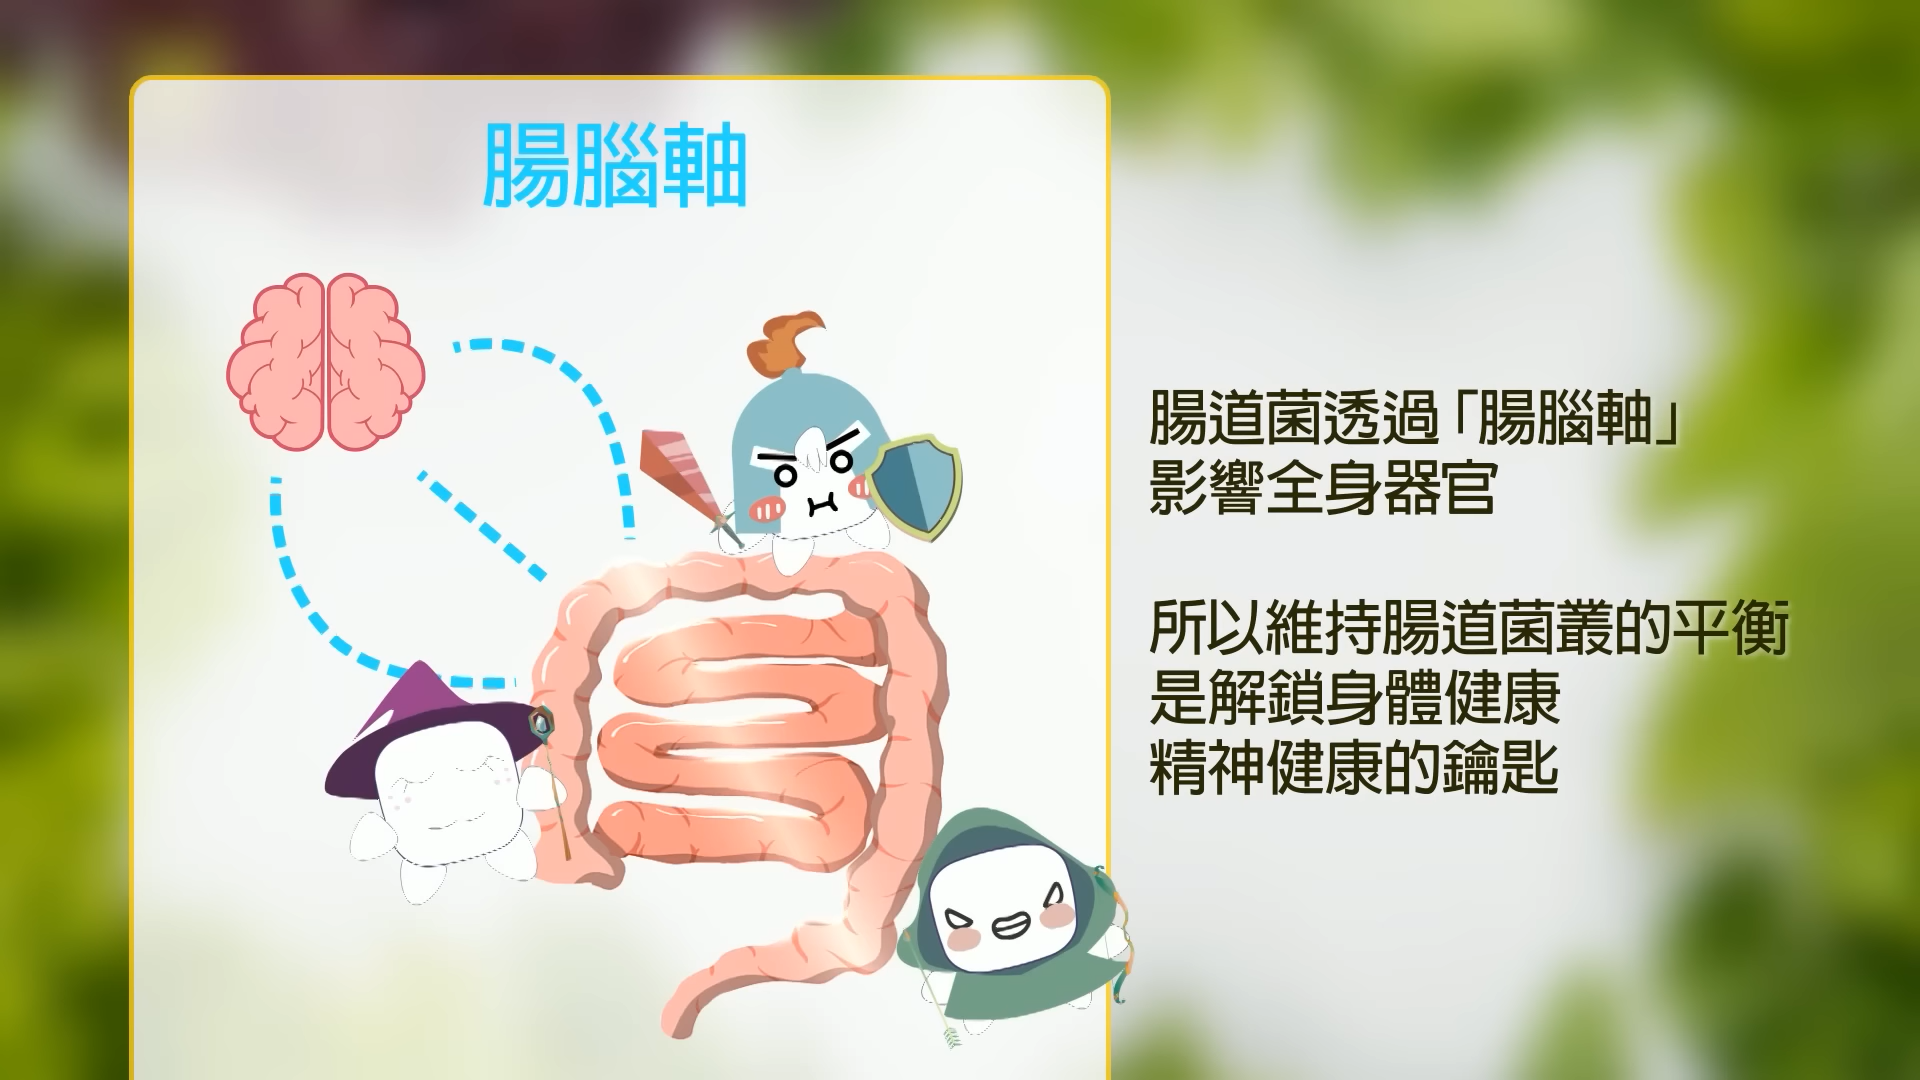 腸腦軸
腸道菌透過「腸腦軸」
影響全身器官
所以維持腸道菌叢的平衡
是解鎖身體健康
精神健康的鑰匙